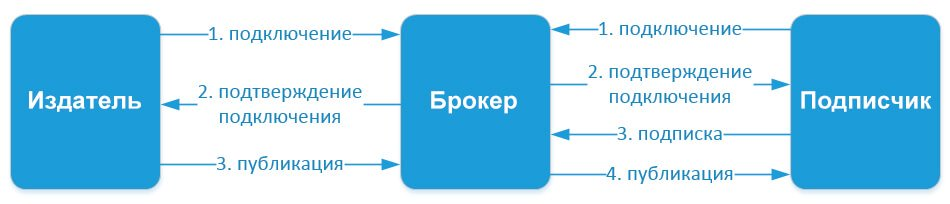 Издатель
1. подключение
2. подтверждение
подключения
3. публикация
Брокер
1. подключение
2. подтверждение
подключения
3. подписка
4. публикация
Подписчик